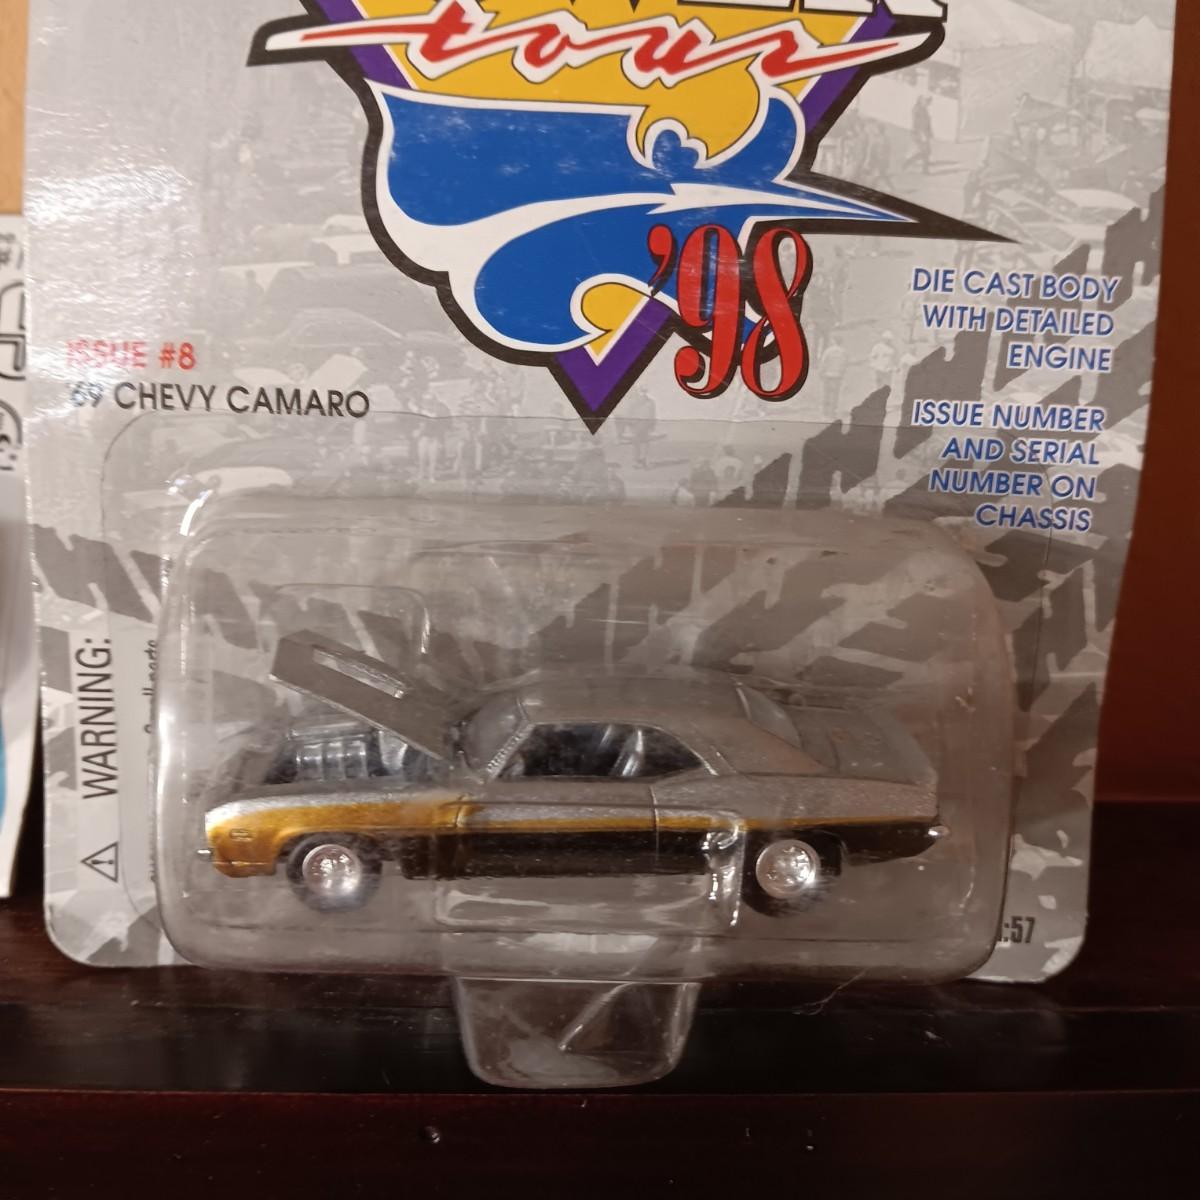 tour
'98
DIE CAST BODY
WITH DETAILED
ENGINE
ISSUE #8
'69 CHEVY CAMARO
ISSUE NUMBER
AND SERIAL
NUMBER ON
CHASSIS
WARNING:
:57